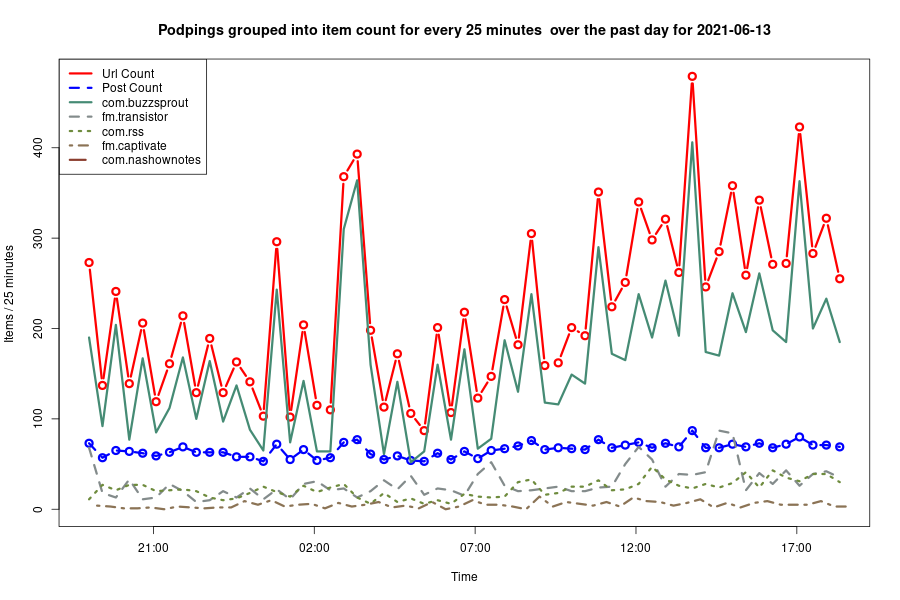 Podpings grouped into item count for every 25 minutes  over the past day for 2021-06-13
Url Count
Post Count
com.buzzsprout
fm.transistor
com.rss
fm.captivate
com.nashownotes
Items / 25 minutes
400
300
200
100
0
21:00 02:00 07:00 12:00 17:00
Time